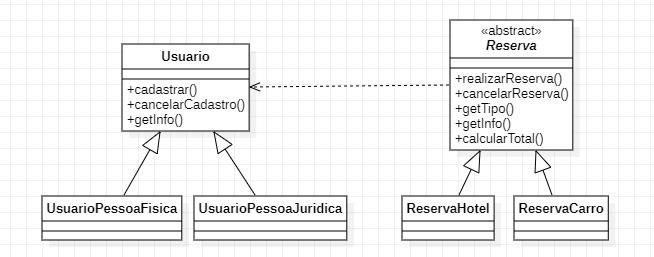 Usuario
+cadastrar()
+cancelarCadastro()
+getInfo()
«abstract»
Reserva
+realizarReserva()
+cancelarReserva()
+getTipo()
+getInfo()
+calcularTotal()
UsuarioPessoaFisica
UsuarioPessoaJuridica
ReservaHotel
ReservaCarro